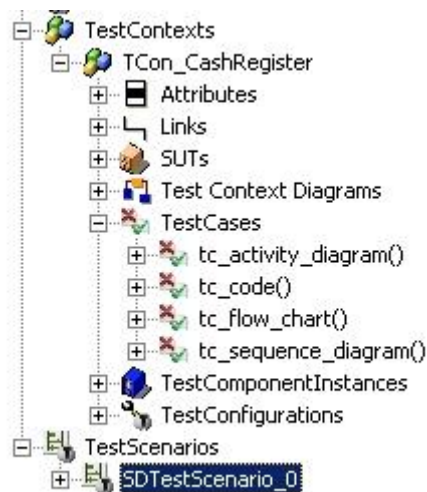 TestContexts
TCon_CashRegister
Attributes
Links
SUTs
Test Context Diagrams
TestCases
tc_activity_diagram()
tc_code()
tc_flow_chart()
tc_sequence_diagram()
TestComponentInstances
TestConfigurations
TestScenarios
SDTestScenario_0